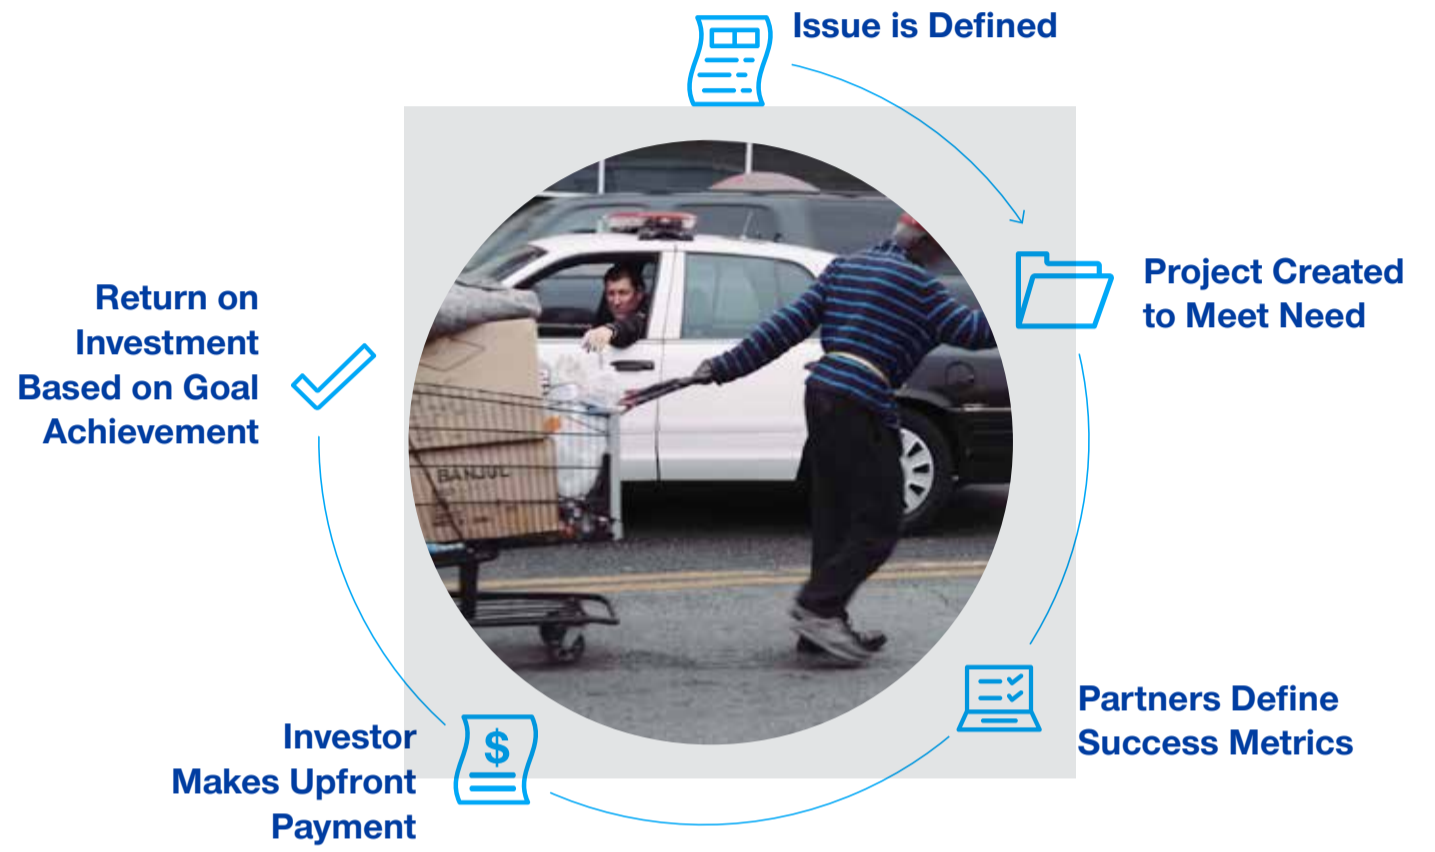 Issue is Defined
Project Created
to Meet Need
Partners Define
Success Metrics
$
Investor
Makes Upfront
Payment
Return on
Investment
Based on Goal
Achievement
BANJUL